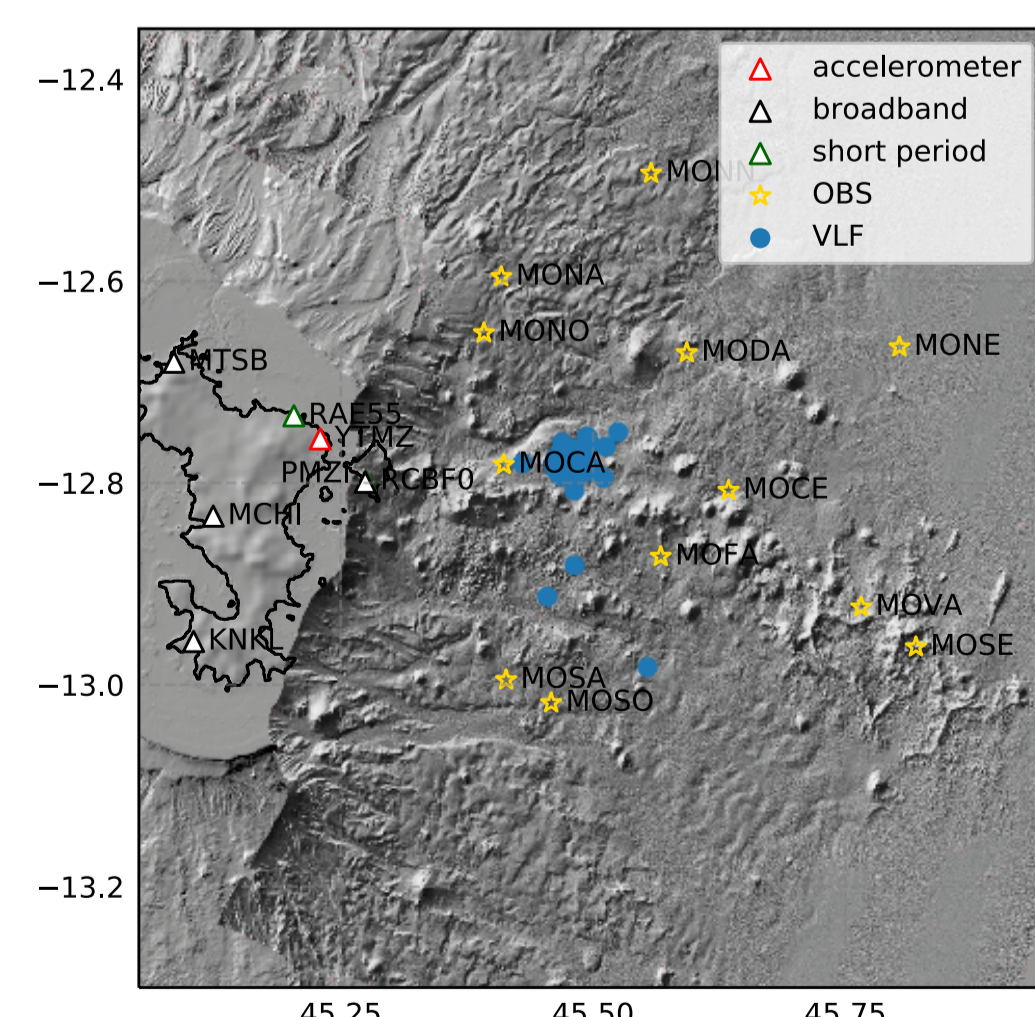 −12.4
−12.6
−12.8
−13.0
−13.2
45.25
45.50
45.75
accelerometer
broadband
short period
OBS
VLF
MONN
MONA
MONO
MODA
MONE
MTSB
RAE55
YTMZ
PMZI
RCBF0
MOCA
MOCE
MCHI
MOFA
MOVA
KNKL
MOSE
MOSA
MOSO